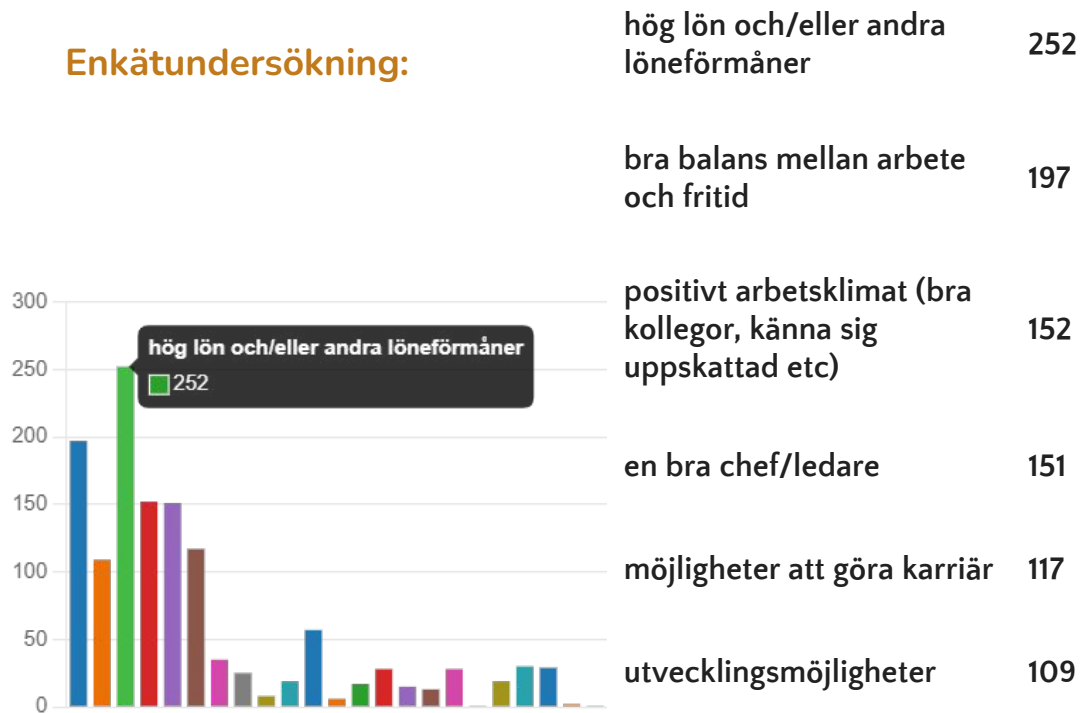 Enkätundersökning:
hög lön och/eller andra
löneförmåner
252
bra balans mellan arbete
och fritid
197
positivt arbetsklimat (bra
kollegor, känna sig
uppskattad etc)
152
en bra chef/ledare
151
möjligheter att göra karriär
117
utvecklingsmöjligheter
109
300
250
200
150
100
50
0
hög lön och/eller andra löneförmåner
252